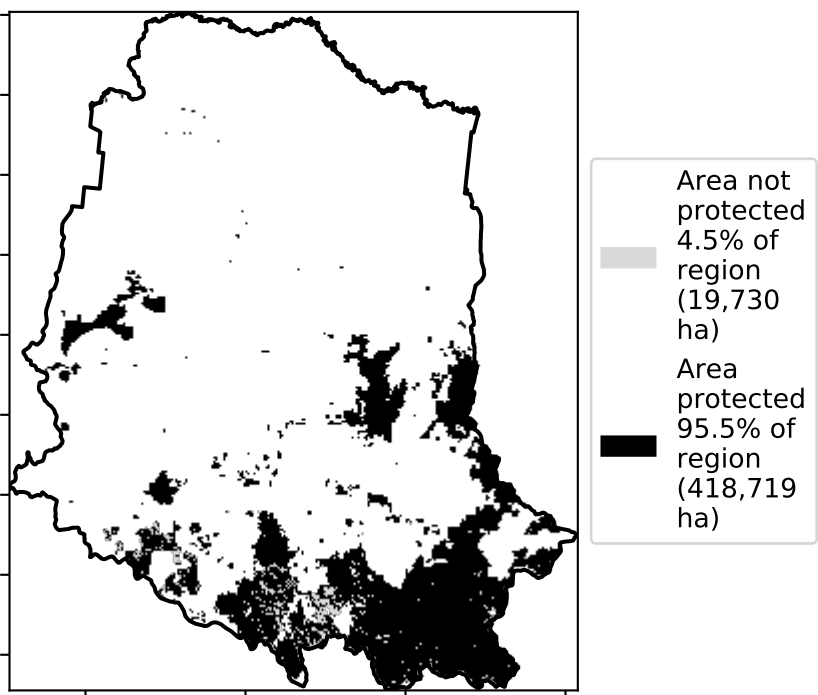 Area not
protected
4.5% of
region
(19,730
ha)
Area
protected
95.5% of
region
(418,719
ha)